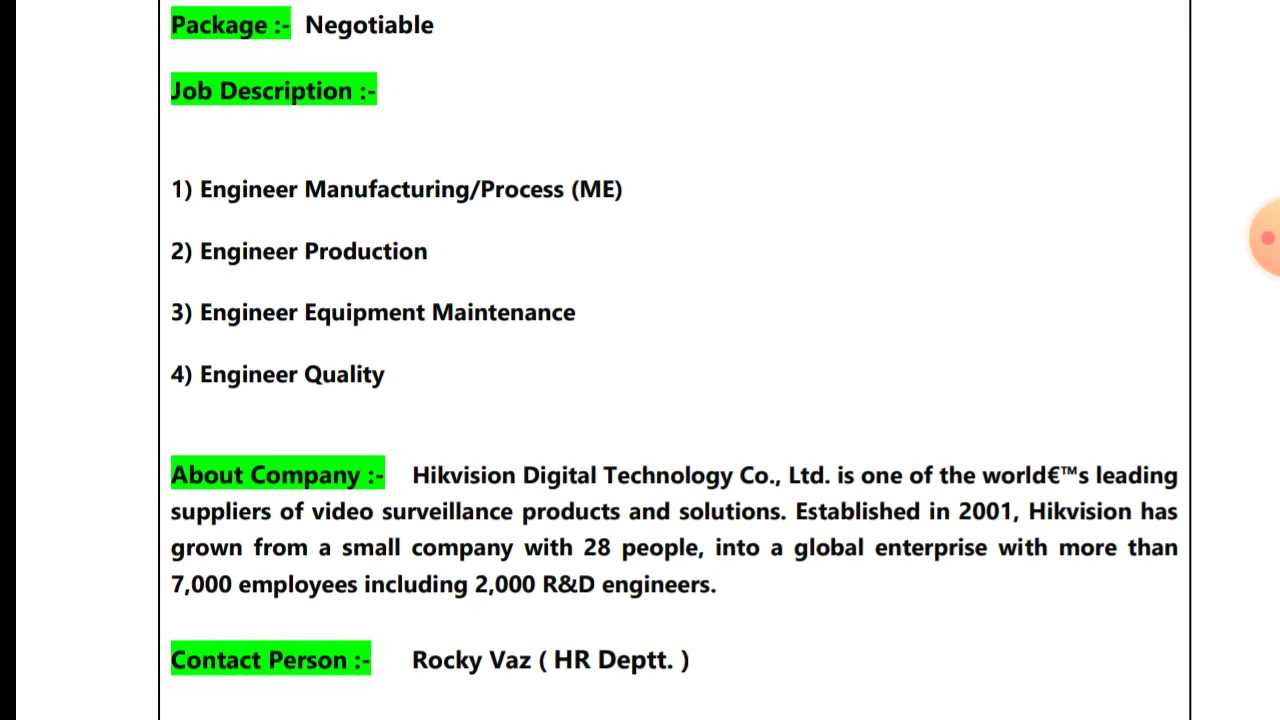 Package :- Negotiable
Job Description :-
1) Engineer Manufacturing/Process (ME)
2) Engineer Production
3) Engineer Equipment Maintenance
4) Engineer Quality
About Company :- Hikvision Digital Technology Co., Ltd. is one of the world€™s leading
suppliers of video surveillance products and solutions. Established in 2001, Hikvision has
grown from a small company with 28 people, into a global enterprise with more than
7,000 employees including 2,000 R&D engineers.
Contact Person :- Rocky Vaz ( HR Deptt. )